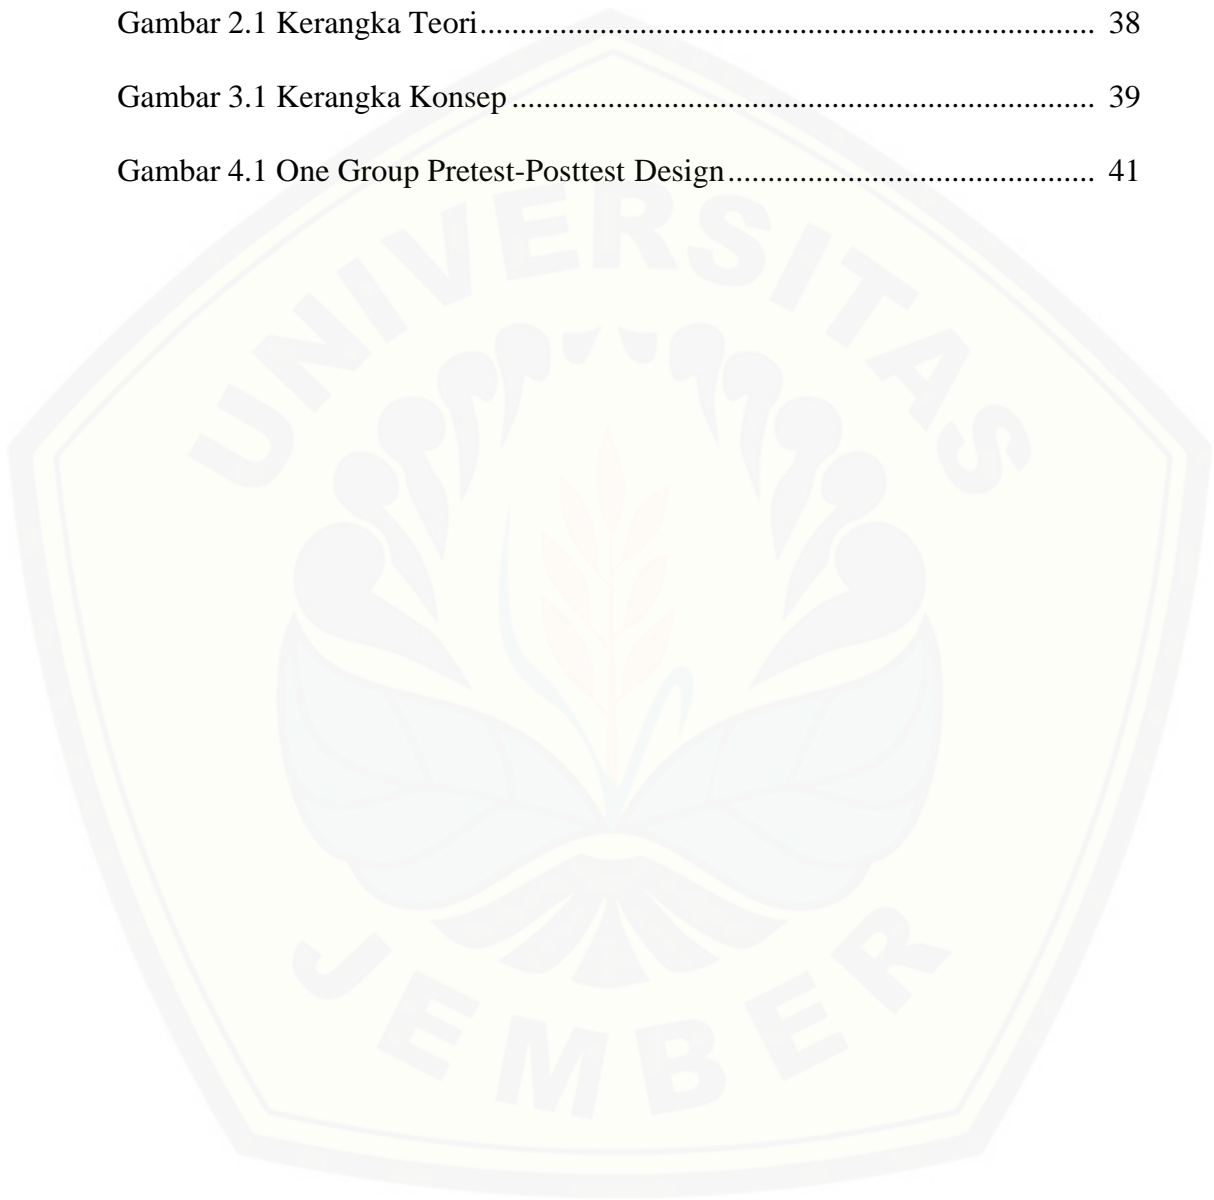 Gambar 2.1 Kerangka Teori........................................................................... 38
Gambar 3.1 Kerangka Konsep....................................................................... 39
Gambar 4.1 One Group Pretest-Posttest Design............................................. 41
UNIVERSITAS
JEMBER